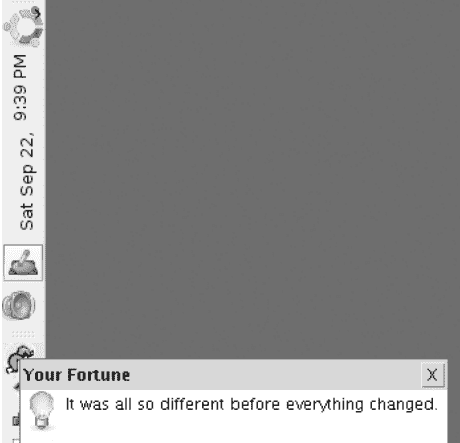 Sat Sep 22, 9:39 PM
Your Fortune X
It was all so different before everything changed.